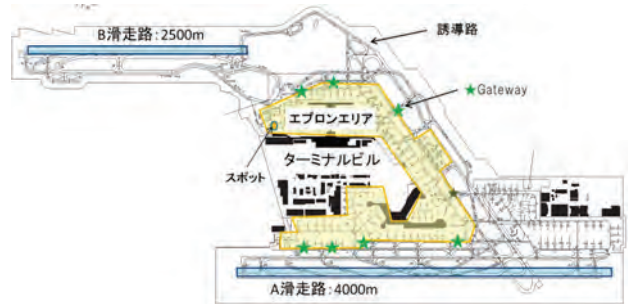 B滑走路：2500m
誘導路
★Gateway
エプロンエリア
ターミナルビル
スポット
A滑走路：4000m